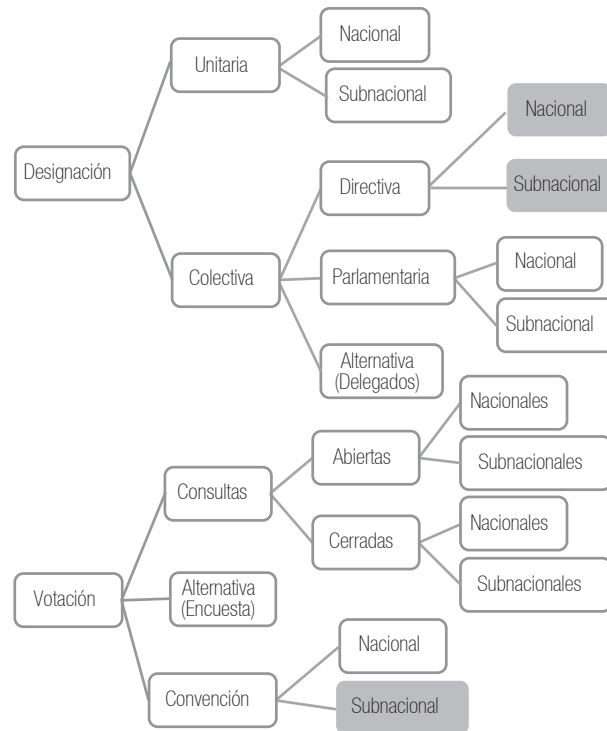 Designación
Unitaria
Nacional
Subnacional
Colectiva
Directiva
Nacional
Subnacional
Parlamentaria
Nacional
Subnacional
Alternativa
(Delegados)
Votación
Consultas
Abiertas
Nacionales
Subnacionales
Cerradas
Nacionales
Subnacionales
Alternativa
(Encuesta)
Convención
Nacional
Subnacional